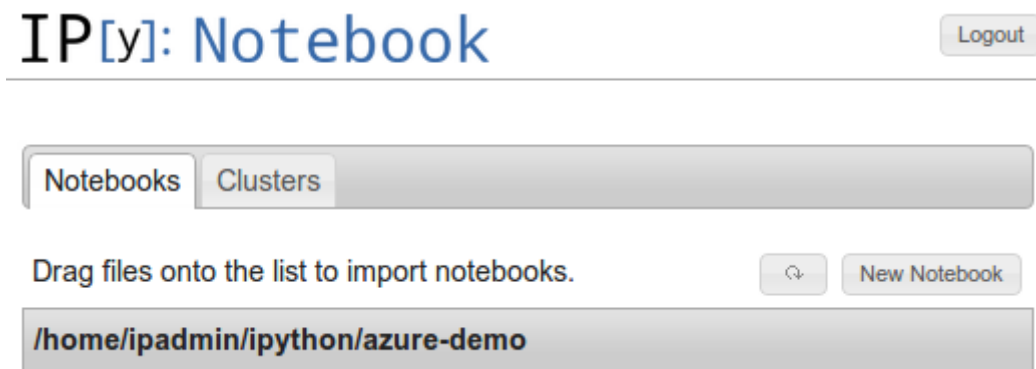 IP[y]: Notebook
Logout
Notebooks Clusters
Drag files onto the list to import notebooks.
New Notebook
/home/ipadmin/ipython/azure-demo